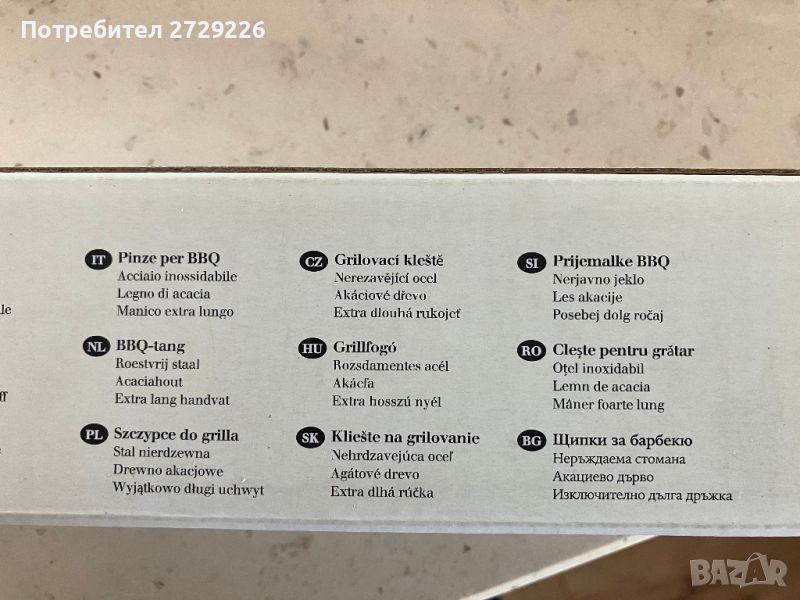 Потребител 2729226
IT Pinze per BBQ
Acciaio inossidabile
Legno di acacia
Manico extra lungo
CZ Grilovací kleště
Nerezavějící ocel
Akáciové dřevo
Extra dlouhá rukojeť
SI Prijemalke BBQ
Nerjavno jeklo
Les akacije
Posebej dolg ročaj
NL BBQ-tang
Roestvrij staal
Acaciahout
Extra lang handvat
HU Grillfogó
Rozsdamentes acél
Akácfa
Extra hosszú nyél
RO Clește pentru grătar
Oțel inoxidabil
Lemn de acacia
Mâner foarte lung
PL Szczypce do grilla
Stal nierdzewna
Drewno akacjowe
Wyjątkowo długi uchwyt
SK Kliešte na grilovanie
Nehrdzavejúca oceľ
Agátové drevo
Extra dlhá rúčka
BG Щипки за барбекю
Неръждаема стомана
Акациево дърво
Изключително дълга дръжка
BAZAR